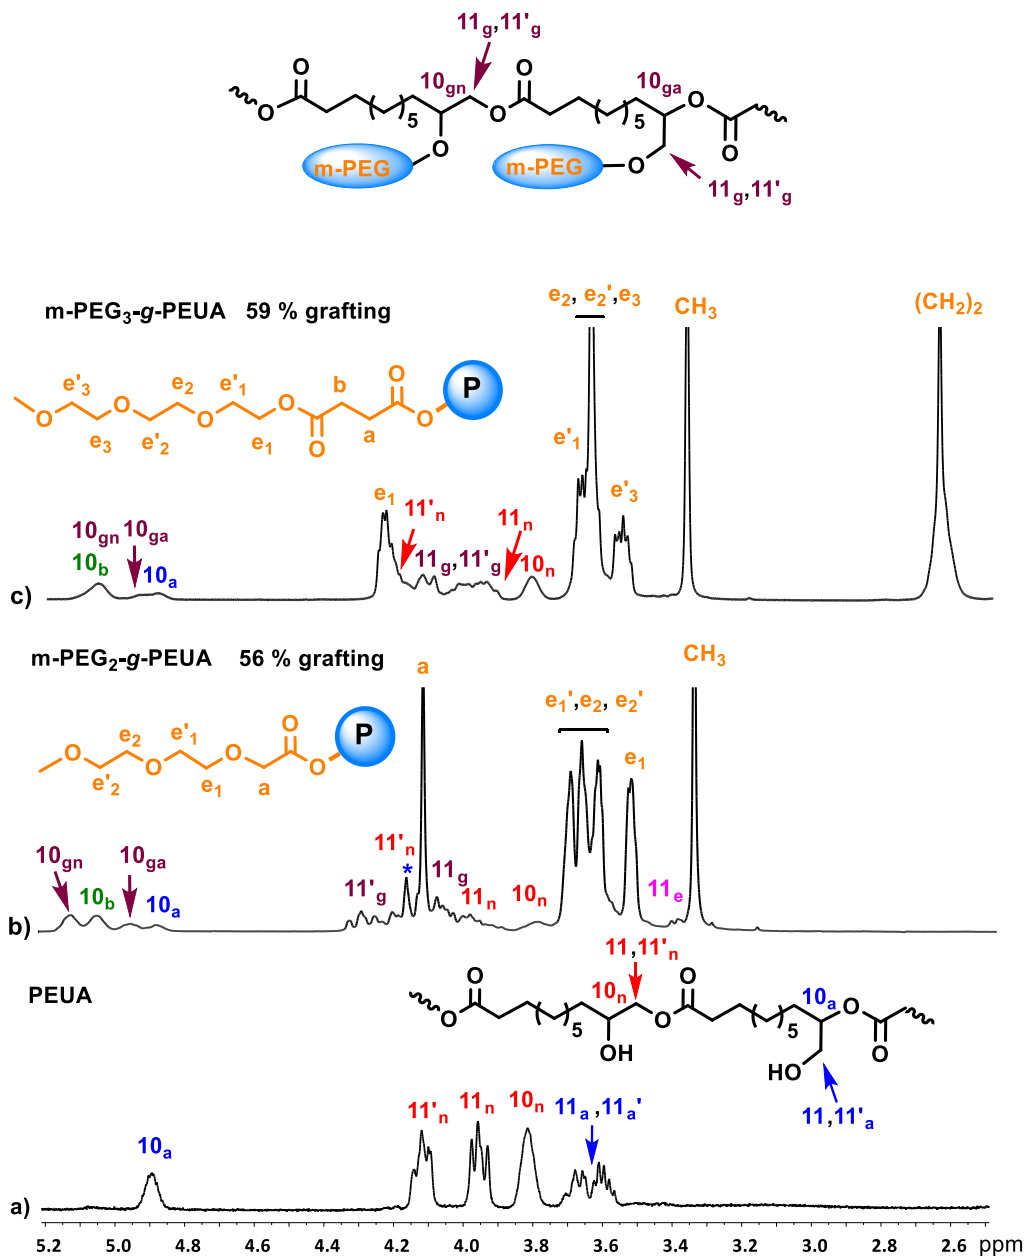 11g,11'g
O 10gn O 10ga O
O 5 O 5
O O
m-PEG m-PEG O
11g,11'g
m-PEG3-g-PEUA 59 % grafting
e2, e2',e3 CH3 (CH2)2
e'3 e2 e'1 b O P
O O O O
e3 e'2 e1 O a O
e'1
e1 11'n 11n e'3
10gn 10ga
10b 10a 11g,11'g 10n
c)
m-PEG2-g-PEUA 56 % grafting
a CH3
e1',e2, e2'
e2 e'1 O P
O O O
e'2 e1 a O
e1
11'n
10gn 10ga *
10b 10a 11'g 11g 11n 10n 11e
b)
PEUA
11,11'n
O 10n O 10a O
O 5 O 5
OH HO O
11,11'a
11'n 11n 10n 11a,11a'
10a
a)
5.2 5.0 4.8 4.6 4.4 4.2 4.0 3.8 3.6 3.4 3.2 3.0 2.8 2.6 ppm